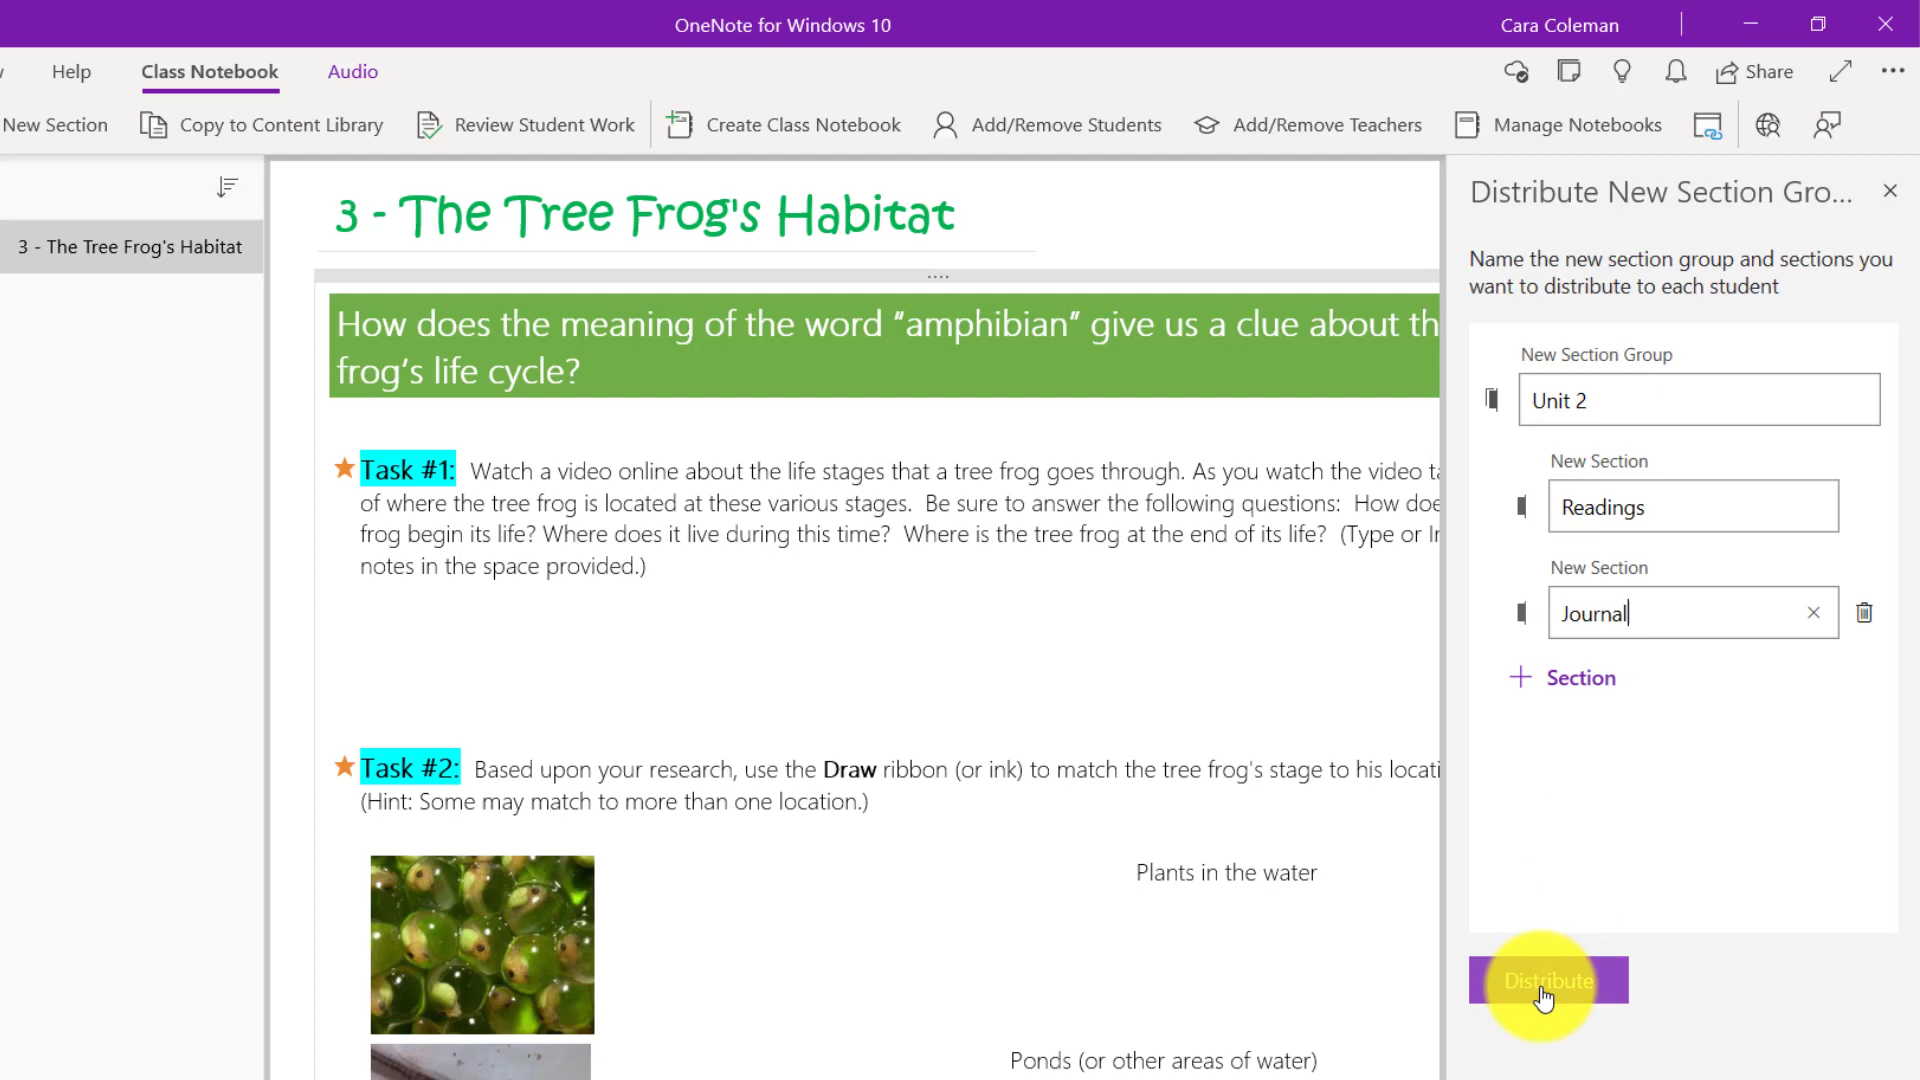 OneNote for Windows 10
Cara Coleman
Help
Class Notebook
Audio
Share
New Section
Copy to Content Library
Review Student Work
Create Class Notebook
Add/Remove Students
Add/Remove Teachers
Manage Notebooks
3 - The Tree Frog's Habitat
3 - The Tree Frog's Habitat
How does the meaning of the word “amphibian” give us a clue about th
frog’s life cycle?
Task #1: Watch a video online about the life stages that a tree frog goes through. As you watch the video ta
of where the tree frog is located at these various stages. Be sure to answer the following questions: How doe
frog begin its life? Where does it live during this time? Where is the tree frog at the end of its life? (Type or In
notes in the space provided.)
Task #2: Based upon your research, use the Draw ribbon (or ink) to match the tree frog's stage to his locati
(Hint: Some may match to more than one location.)
Plants in the water
Ponds (or other areas of water)
Distribute New Section Gro...
Name the new section group and sections you
want to distribute to each student
New Section Group
Unit 2
New Section
Readings
New Section
Journal
Section
Distribute